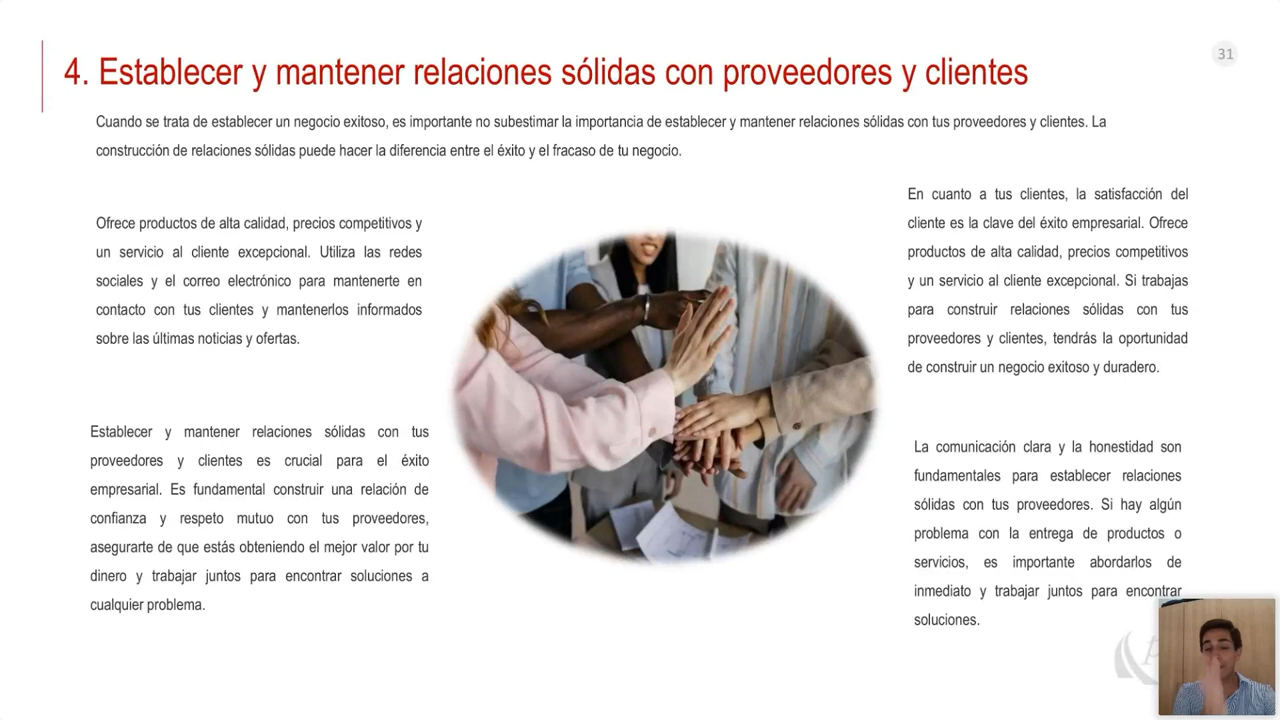 31
4. Establecer y mantener relaciones sólidas con proveedores y clientes
Cuando se trata de establecer un negocio exitoso, es importante no subestimar la importancia de establecer y mantener relaciones sólidas con tus proveedores y clientes. La
construcción de relaciones sólidas puede hacer la diferencia entre el éxito y el fracaso de tu negocio.
Ofrece productos de alta calidad, precios competitivos y
un servicio al cliente excepcional. Utiliza las redes
sociales y el correo electrónico para mantenerte en
contacto con tus clientes y mantenerlos informados
sobre las últimas noticias y ofertas.
Establecer y mantener relaciones sólidas con tus
proveedores y clientes es crucial para el éxito
empresarial. Es fundamental construir una relación de
confianza y respeto mutuo con tus proveedores,
asegurarte de que estás obteniendo el mejor valor por tu
dinero y trabajar juntos para encontrar soluciones a
cualquier problema.
En cuanto a tus clientes, la satisfacción del
cliente es la clave del éxito empresarial. Ofrece
productos de alta calidad, precios competitivos
y un servicio al cliente excepcional. Si trabajas
para construir relaciones sólidas con tus
proveedores y clientes, tendrás la oportunidad
de construir un negocio exitoso y duradero.
La comunicación clara y la honestidad son
fundamentales para establecer relaciones
sólidas con tus proveedores. Si hay algún
problema con la entrega de productos o
servicios, es importante abordarlos de
inmediato y trabajar juntos para encontrar
soluciones.